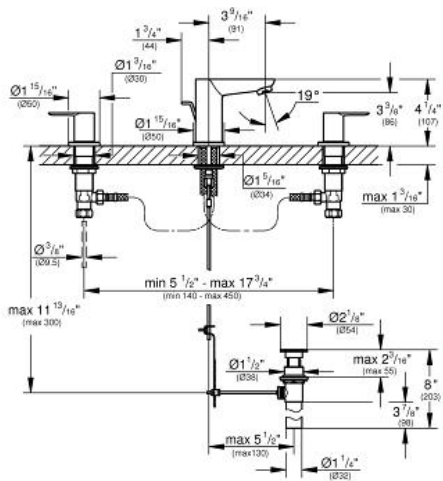 3 9/16"
(91)
1 3/4"
(44)
Ø1 3/16"
(Ø30)
Ø1 15/16"
(Ø50)
Ø1 15/16"
(Ø50)
19°
3 3/8"
(86)
4 1/4"
(107)
Ø1 5/16"
(Ø34)
max 1 3/16"
(max 30)
Ø3/8"
(Ø9.5)
min 5 1/2" - max 17 3/4"
(min 140 - max 450)
max 11 13/16"
(max 300)
Ø2 1/8"
(Ø54)
Ø1 1/2"
(Ø38)
max 2 3/16"
(max 55)
8"
(203)
3 7/8"
(98)
max 5 1/2"
(max130)
Ø1 1/4"
(Ø32)